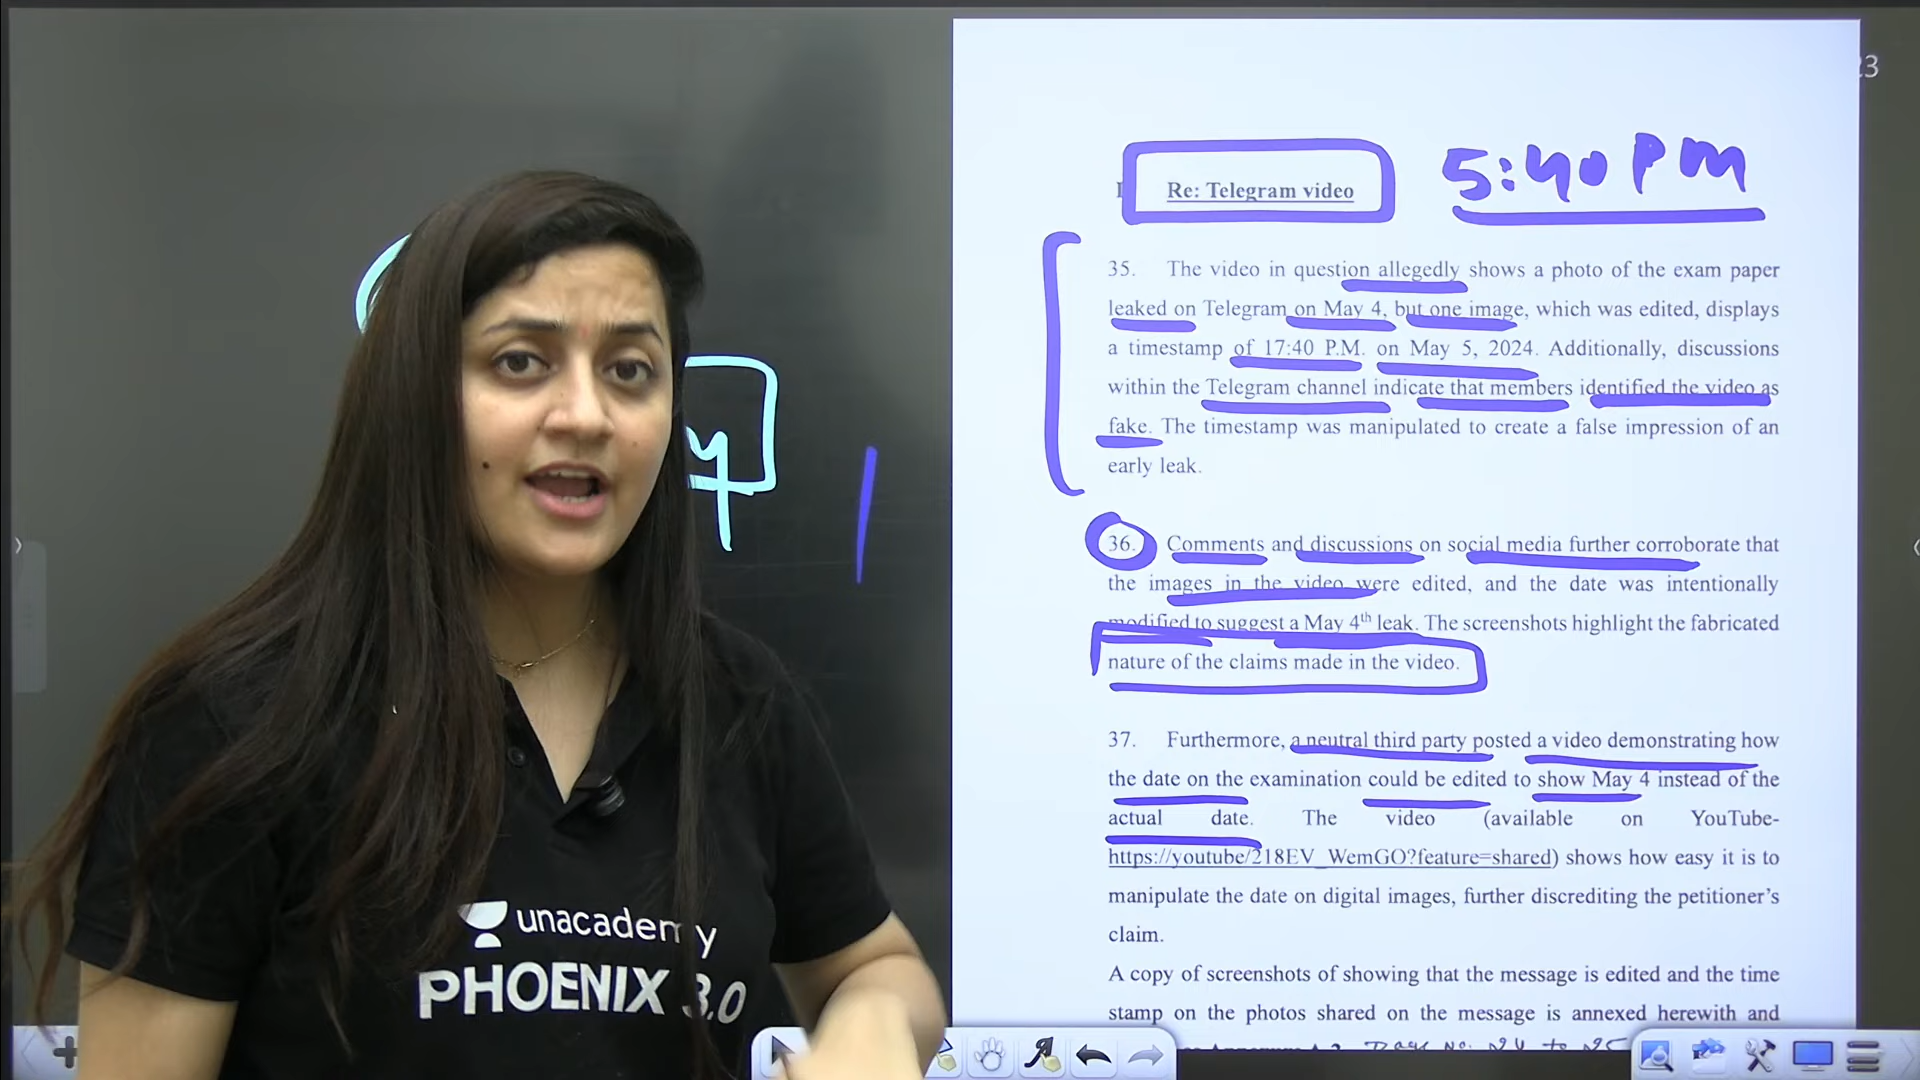 23
Re: Telegram video
5:40 PM
35. The video in question allegedly shows a photo of the exam paper
leaked on Telegram on May 4, but one image, which was edited, displays
a timestamp of 17:40 P.M. on May 5, 2024. Additionally, discussions
within the Telegram channel indicate that members identified the video as
fake. The timestamp was manipulated to create a false impression of an
early leak.
36. Comments and discussions on social media further corroborate that
the images in the video were edited, and the date was intentionally
modified to suggest a May 4th leak. The screenshots highlight the fabricated
nature of the claims made in the video.
37. Furthermore, a neutral third party posted a video demonstrating how
the date on the examination could be edited to show May 4 instead of the
actual date. The video (available on YouTube-
https://youtube/218EV_WemGO?feature=shared) shows how easy it is to
manipulate the date on digital images, further discrediting the petitioner's
claim.
A copy of screenshots of showing that the message is edited and the time
stamp on the photos shared on the message is annexed herewith and
y
unacademy
PHOENIX 3.0